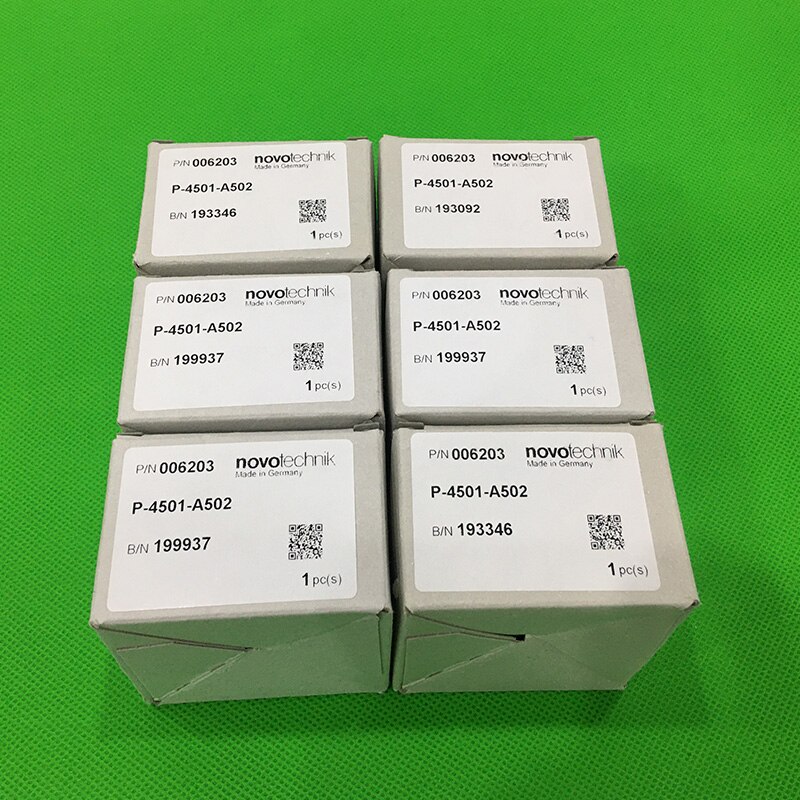 P/N 006203 novotechnik
Made in Germany
P-4501-A502
B/N 193346
1 pc(s)
P/N 006203 novotechnik
Made in Germany
P-4501-A502
B/N 193092
1 pc(s)
P/N 006203 novotechnik
Made in Germany
P-4501-A502
B/N 199937
1 pc(s)
P/N 006203 novotechnik
Made in Germany
P-4501-A502
B/N 199937
1 pc(s)
P/N 006203 novotechnik
Made in Germany
P-4501-A502
B/N 199937
1 pc(s)
P/N 006203 novotechnik
Made in Germany
P-4501-A502
B/N 193346
1 pc(s)